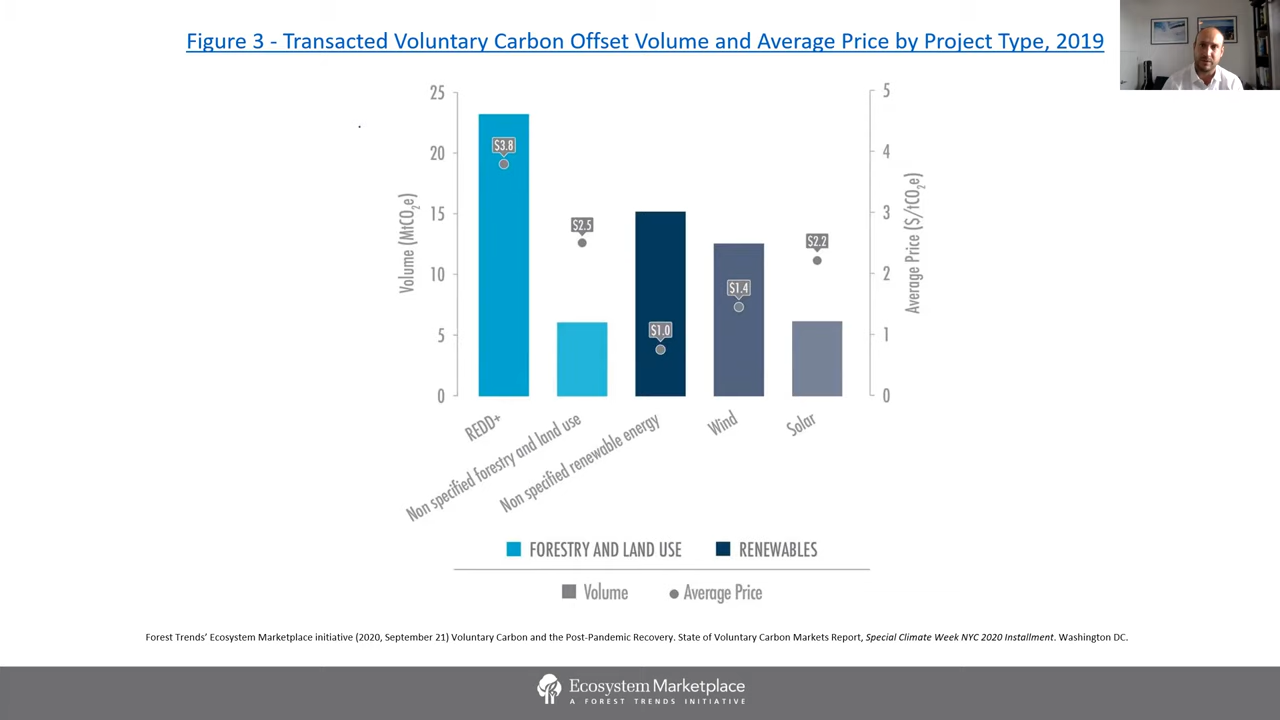 Figure 3 - Transacted Voluntary Carbon Offset Volume and Average Price by Project Type, 2019
25
20
15
10
5
0
Volume (MtCO₂e)
5
4
3
2
1
0
Average Price ($/tCO₂e)
$3.8
$2.5
$1.0
$1.4
$2.2
REDD+
Non specified forestry and land use
Non specified renewable energy
Wind
Solar
FORESTRY AND LAND USE
RENEWABLES
Volume
Average Price
Forest Trends’ Ecosystem Marketplace initiative (2020, September 21) Voluntary Carbon and the Post-Pandemic Recovery. State of Voluntary Carbon Markets Report, Special Climate Week NYC 2020 Installment. Washington DC.
Ecosystem Marketplace
A FOREST TRENDS INITIATIVE